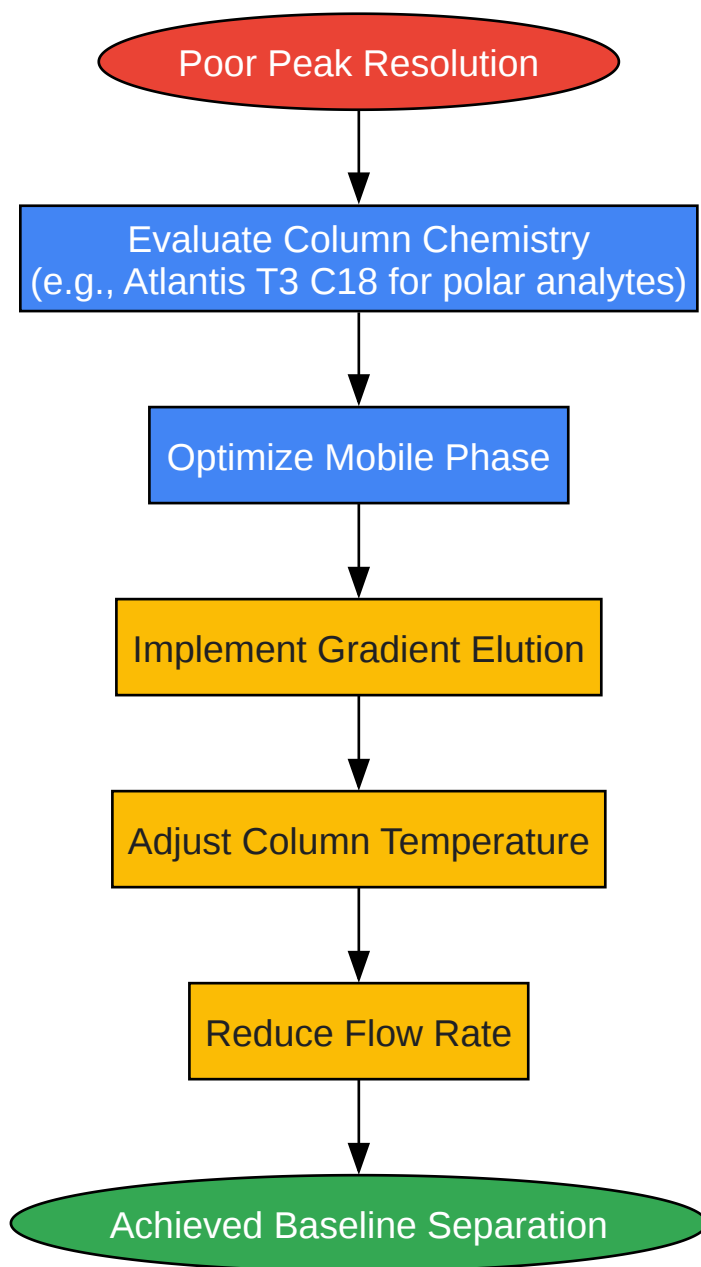 Poor Peak Resolution
Evaluate Column Chemistry
(e.g., Atlantis T3 C18 for polar analytes)
Optimize Mobile Phase
Implement Gradient Elution
Adjust Column Temperature
Reduce Flow Rate
Achieved Baseline Separation